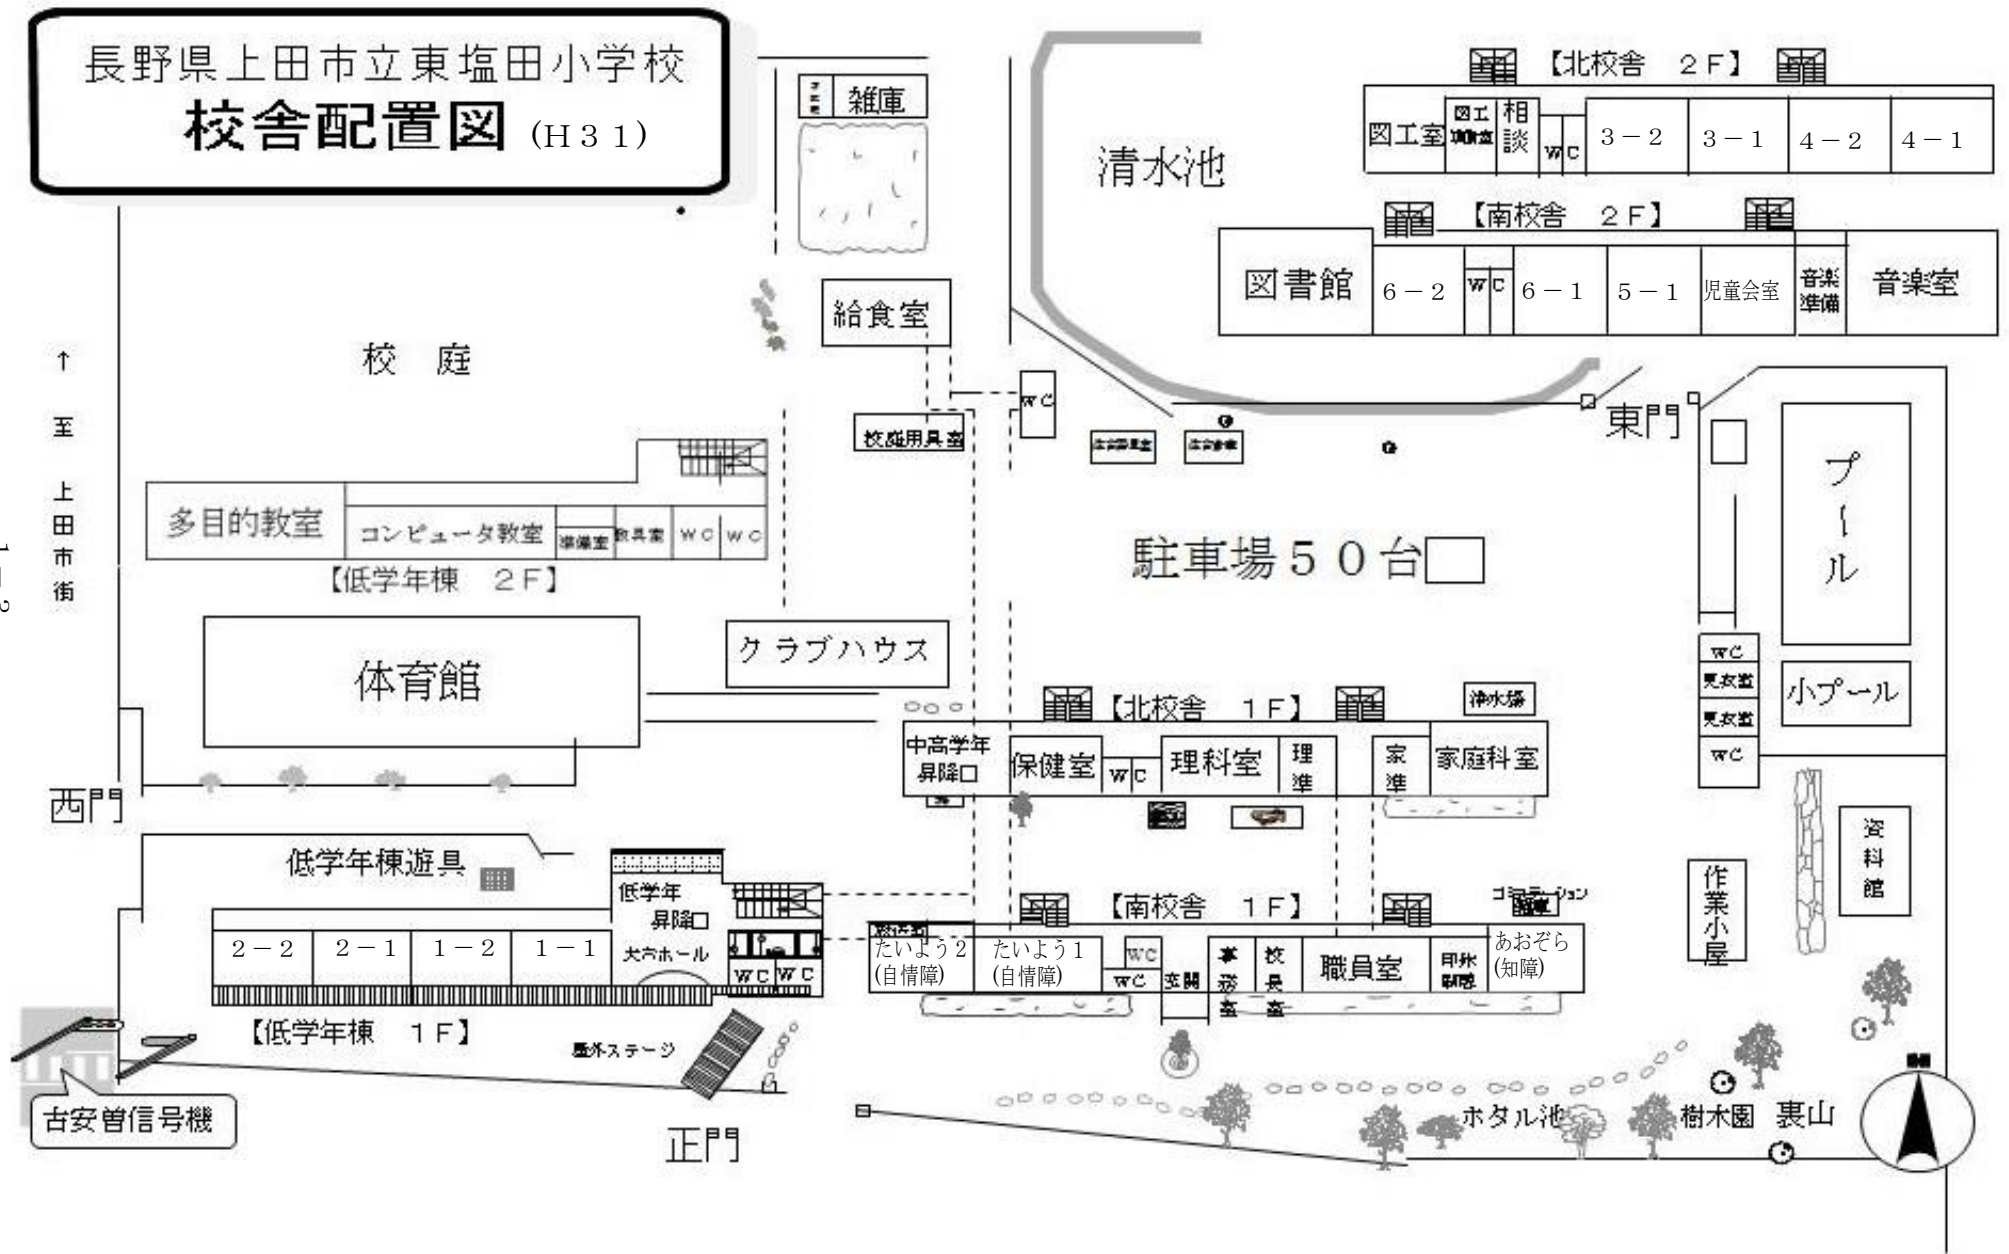 長野県上田市立東塩田小学校
校舎配置図 (H31)
雑庫
清水池
【北校舎 2F】
図工室
図工
相談
WC
3-2
3-1
4-2
4-1
【南校舎 2F】
図書館
6-2
WC
6-1
5-1
児童会室
音楽準備
音楽室
給食室
校庭
↑ 至 上田市街
WC
校庭用具室
東門
プール
多目的教室
コンピュータ教室
準備室
教具室
WC
WC
【低学年棟 2F】
駐車場50台
体育館
クラブハウス
WC
更衣室
更衣室
WC
小プール
【北校舎 1F】
浄水器
中高学年
昇降口
保健室
WC
理科室
理準
家準
家庭科室
西門
資料館
低学年棟遊具
低学年
昇降口
作業小屋
【南校舎 1F】
2-2
2-1
1-2
1-1
WC
WC
たいよう2
(自情障)
たいよう1
(自情障)
WC
WC
玄関
事務室
校長室
職員室
印刷
あおぞら
(知障)
【低学年棟 1F】
屋外ステージ
古安曽信号機
正門
ホタル池
樹木園
裏山